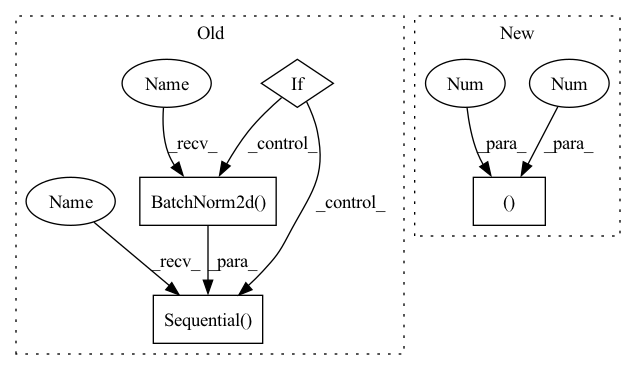 Old
New
Name
If
Num
Num
_recv_
_control_
_para_
_para_
Name
BatchNorm2d()
()
_control_
_recv_
_para_
Sequential()